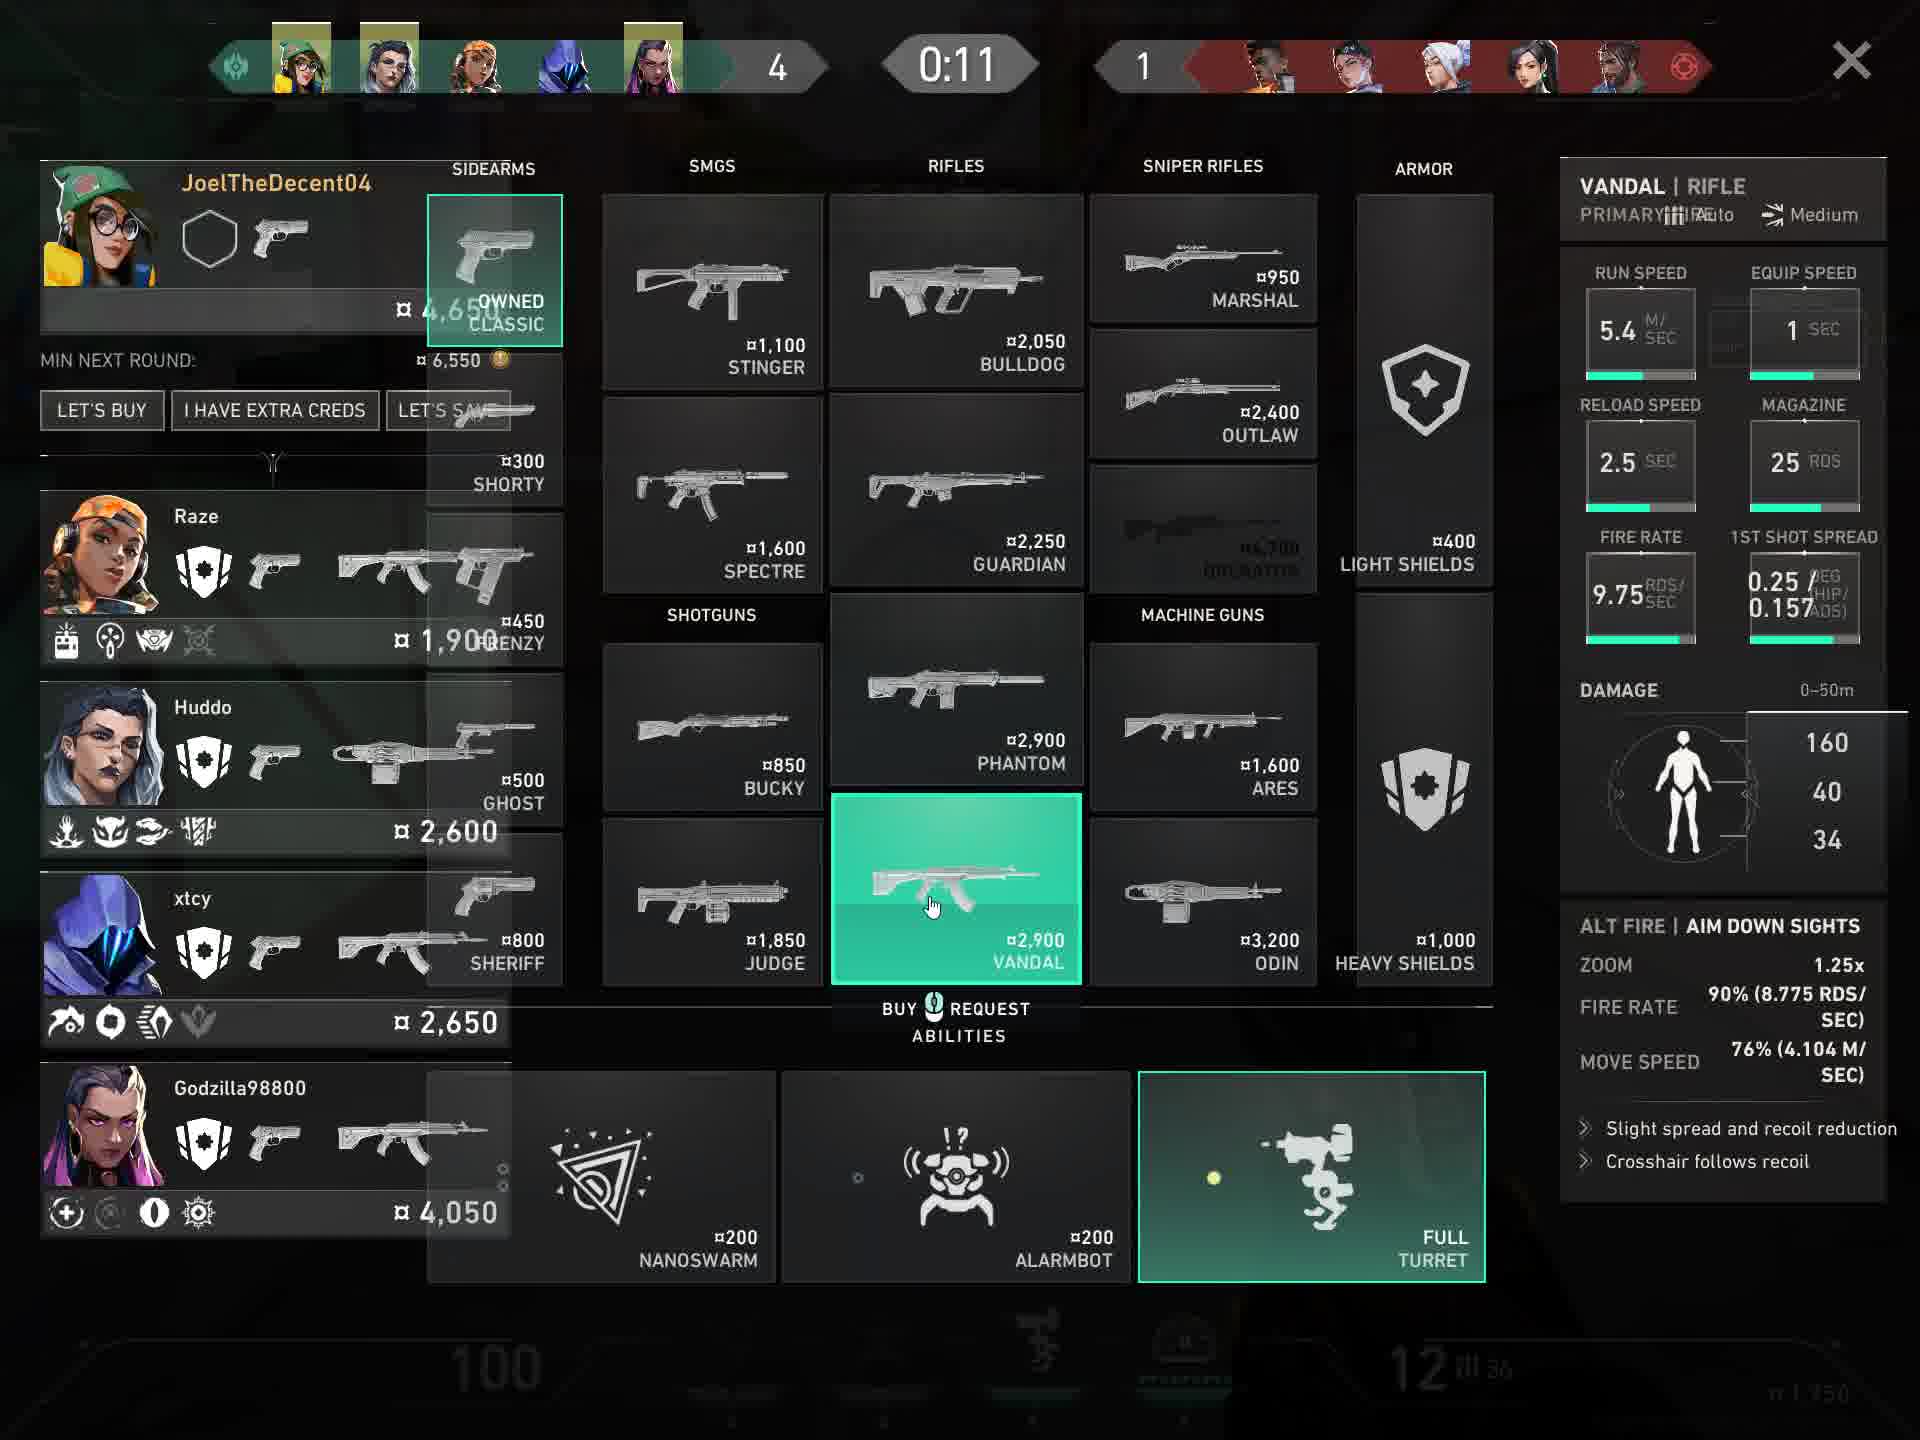 4
0:11
1
JoelTheDecent04
¤ 4,650
MIN NEXT ROUND:
¤ 6,550
LET'S BUY
I HAVE EXTRA CREDS
LET'S SAVE
Raze
¤ 1,900
Huddo
¤ 2,600
xtcy
¤ 2,650
Godzilla98800
¤ 4,050
SIDEARMS
OWNED
CLASSIC
¤300
SHORTY
¤450
FRENZY
¤500
GHOST
¤800
SHERIFF
SMGS
¤1,100
STINGER
¤1,600
SPECTRE
SHOTGUNS
¤850
BUCKY
¤1,850
JUDGE
RIFLES
¤2,050
BULLDOG
¤2,250
GUARDIAN
¤2,900
PHANTOM
¤2,900
VANDAL
SNIPER RIFLES
¤950
MARSHAL
¤2,400
OUTLAW
¤4,700
OPERATOR
MACHINE GUNS
¤1,600
ARES
¤3,200
ODIN
ARMOR
¤400
LIGHT SHIELDS
¤1,000
HEAVY SHIELDS
BUY REQUEST
ABILITIES
¤200
NANOSWARM
!?
¤200
ALARMBOT
FULL
TURRET
VANDAL | RIFLE
PRIMARY FIRE Auto Medium
RUN SPEED
5.4 M/SEC
EQUIP SPEED
1 SEC
RELOAD SPEED
2.5 SEC
MAGAZINE
25 RDS
FIRE RATE
9.75 RDS/SEC
1ST SHOT SPREAD
0.25 / 0.157 DEG (HIP/ADS)
DAMAGE 0–50m
160
40
34
ALT FIRE | AIM DOWN SIGHTS
ZOOM 1.25x
FIRE RATE 90% (8.775 RDS/
SEC)
MOVE SPEED 76% (4.104 M/
SEC)
Slight spread and recoil reduction
Crosshair follows recoil
100
12 36